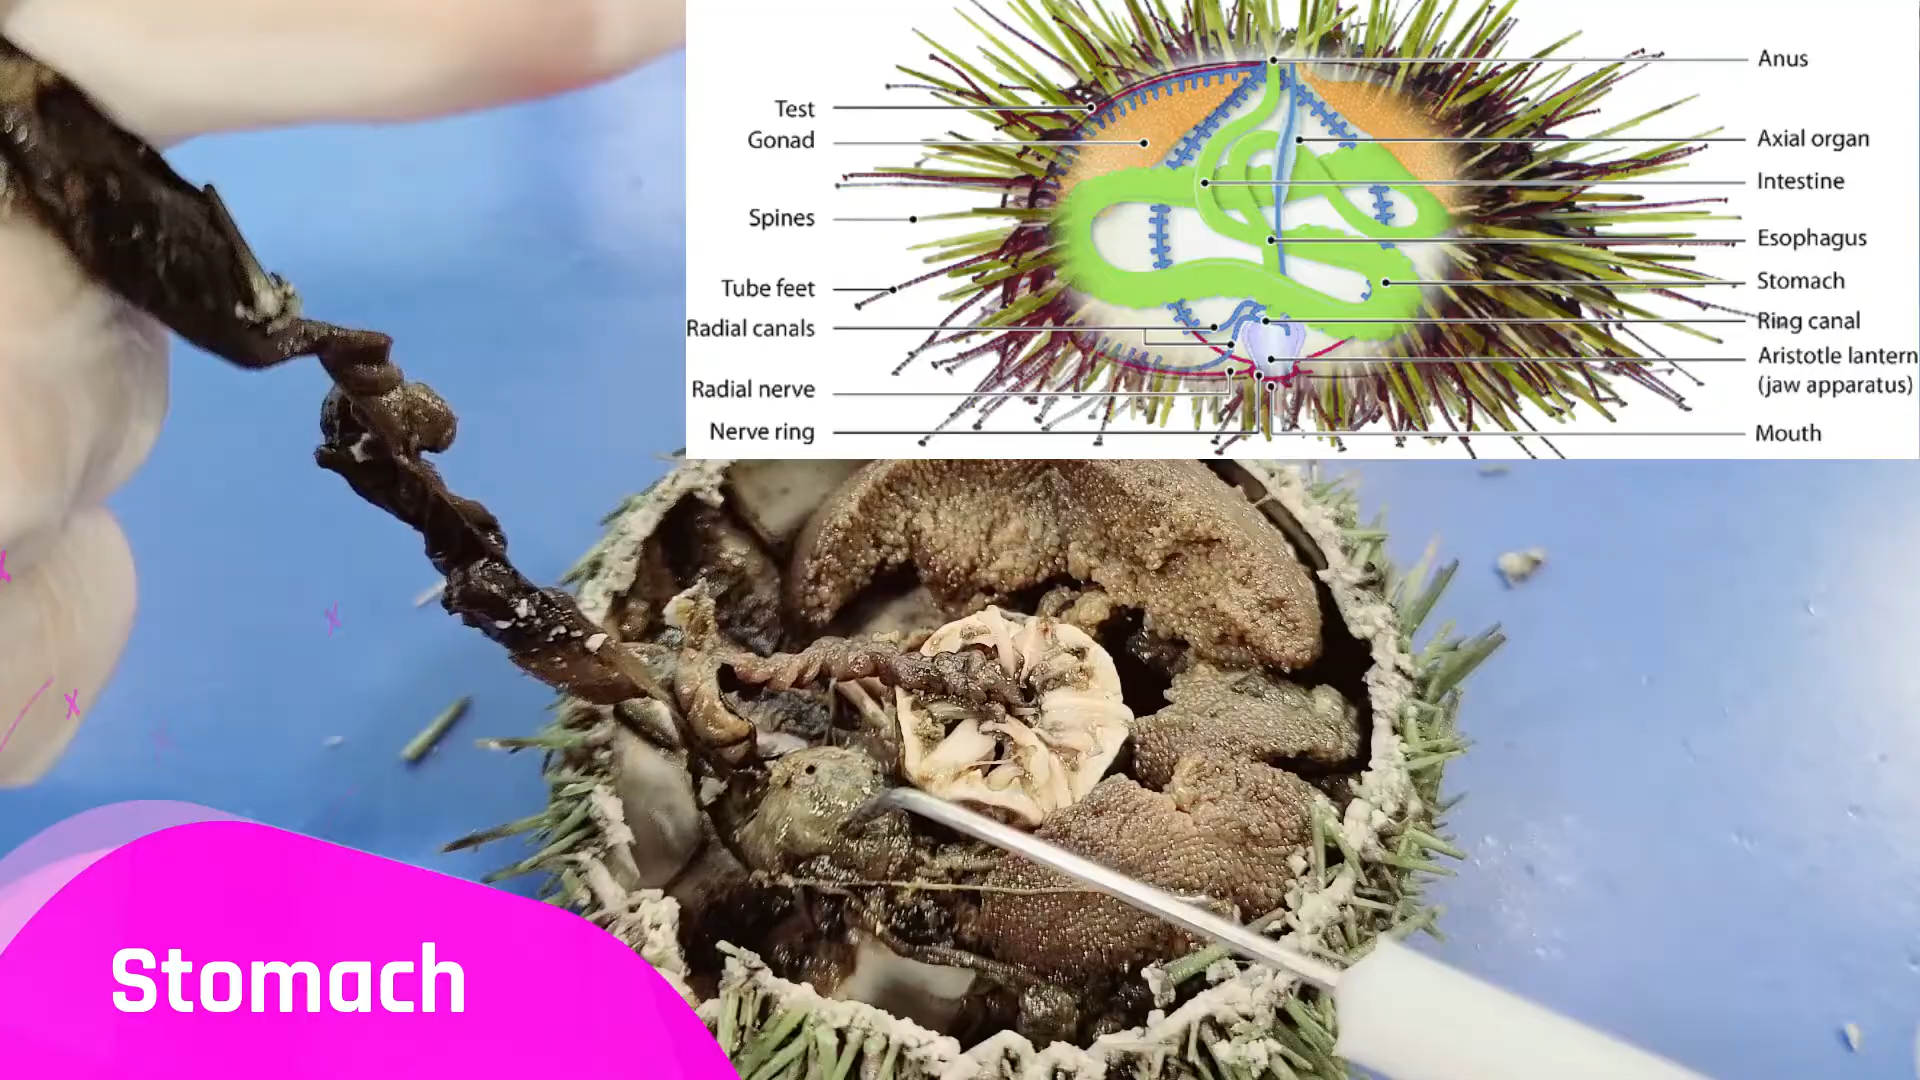 Test
Gonad
Spines
Tube feet
Radial canals
Radial nerve
Nerve ring
Anus
Axial organ
Intestine
Esophagus
Stomach
Ring canal
Aristotle lantern
(jaw apparatus)
Mouth
Stomach